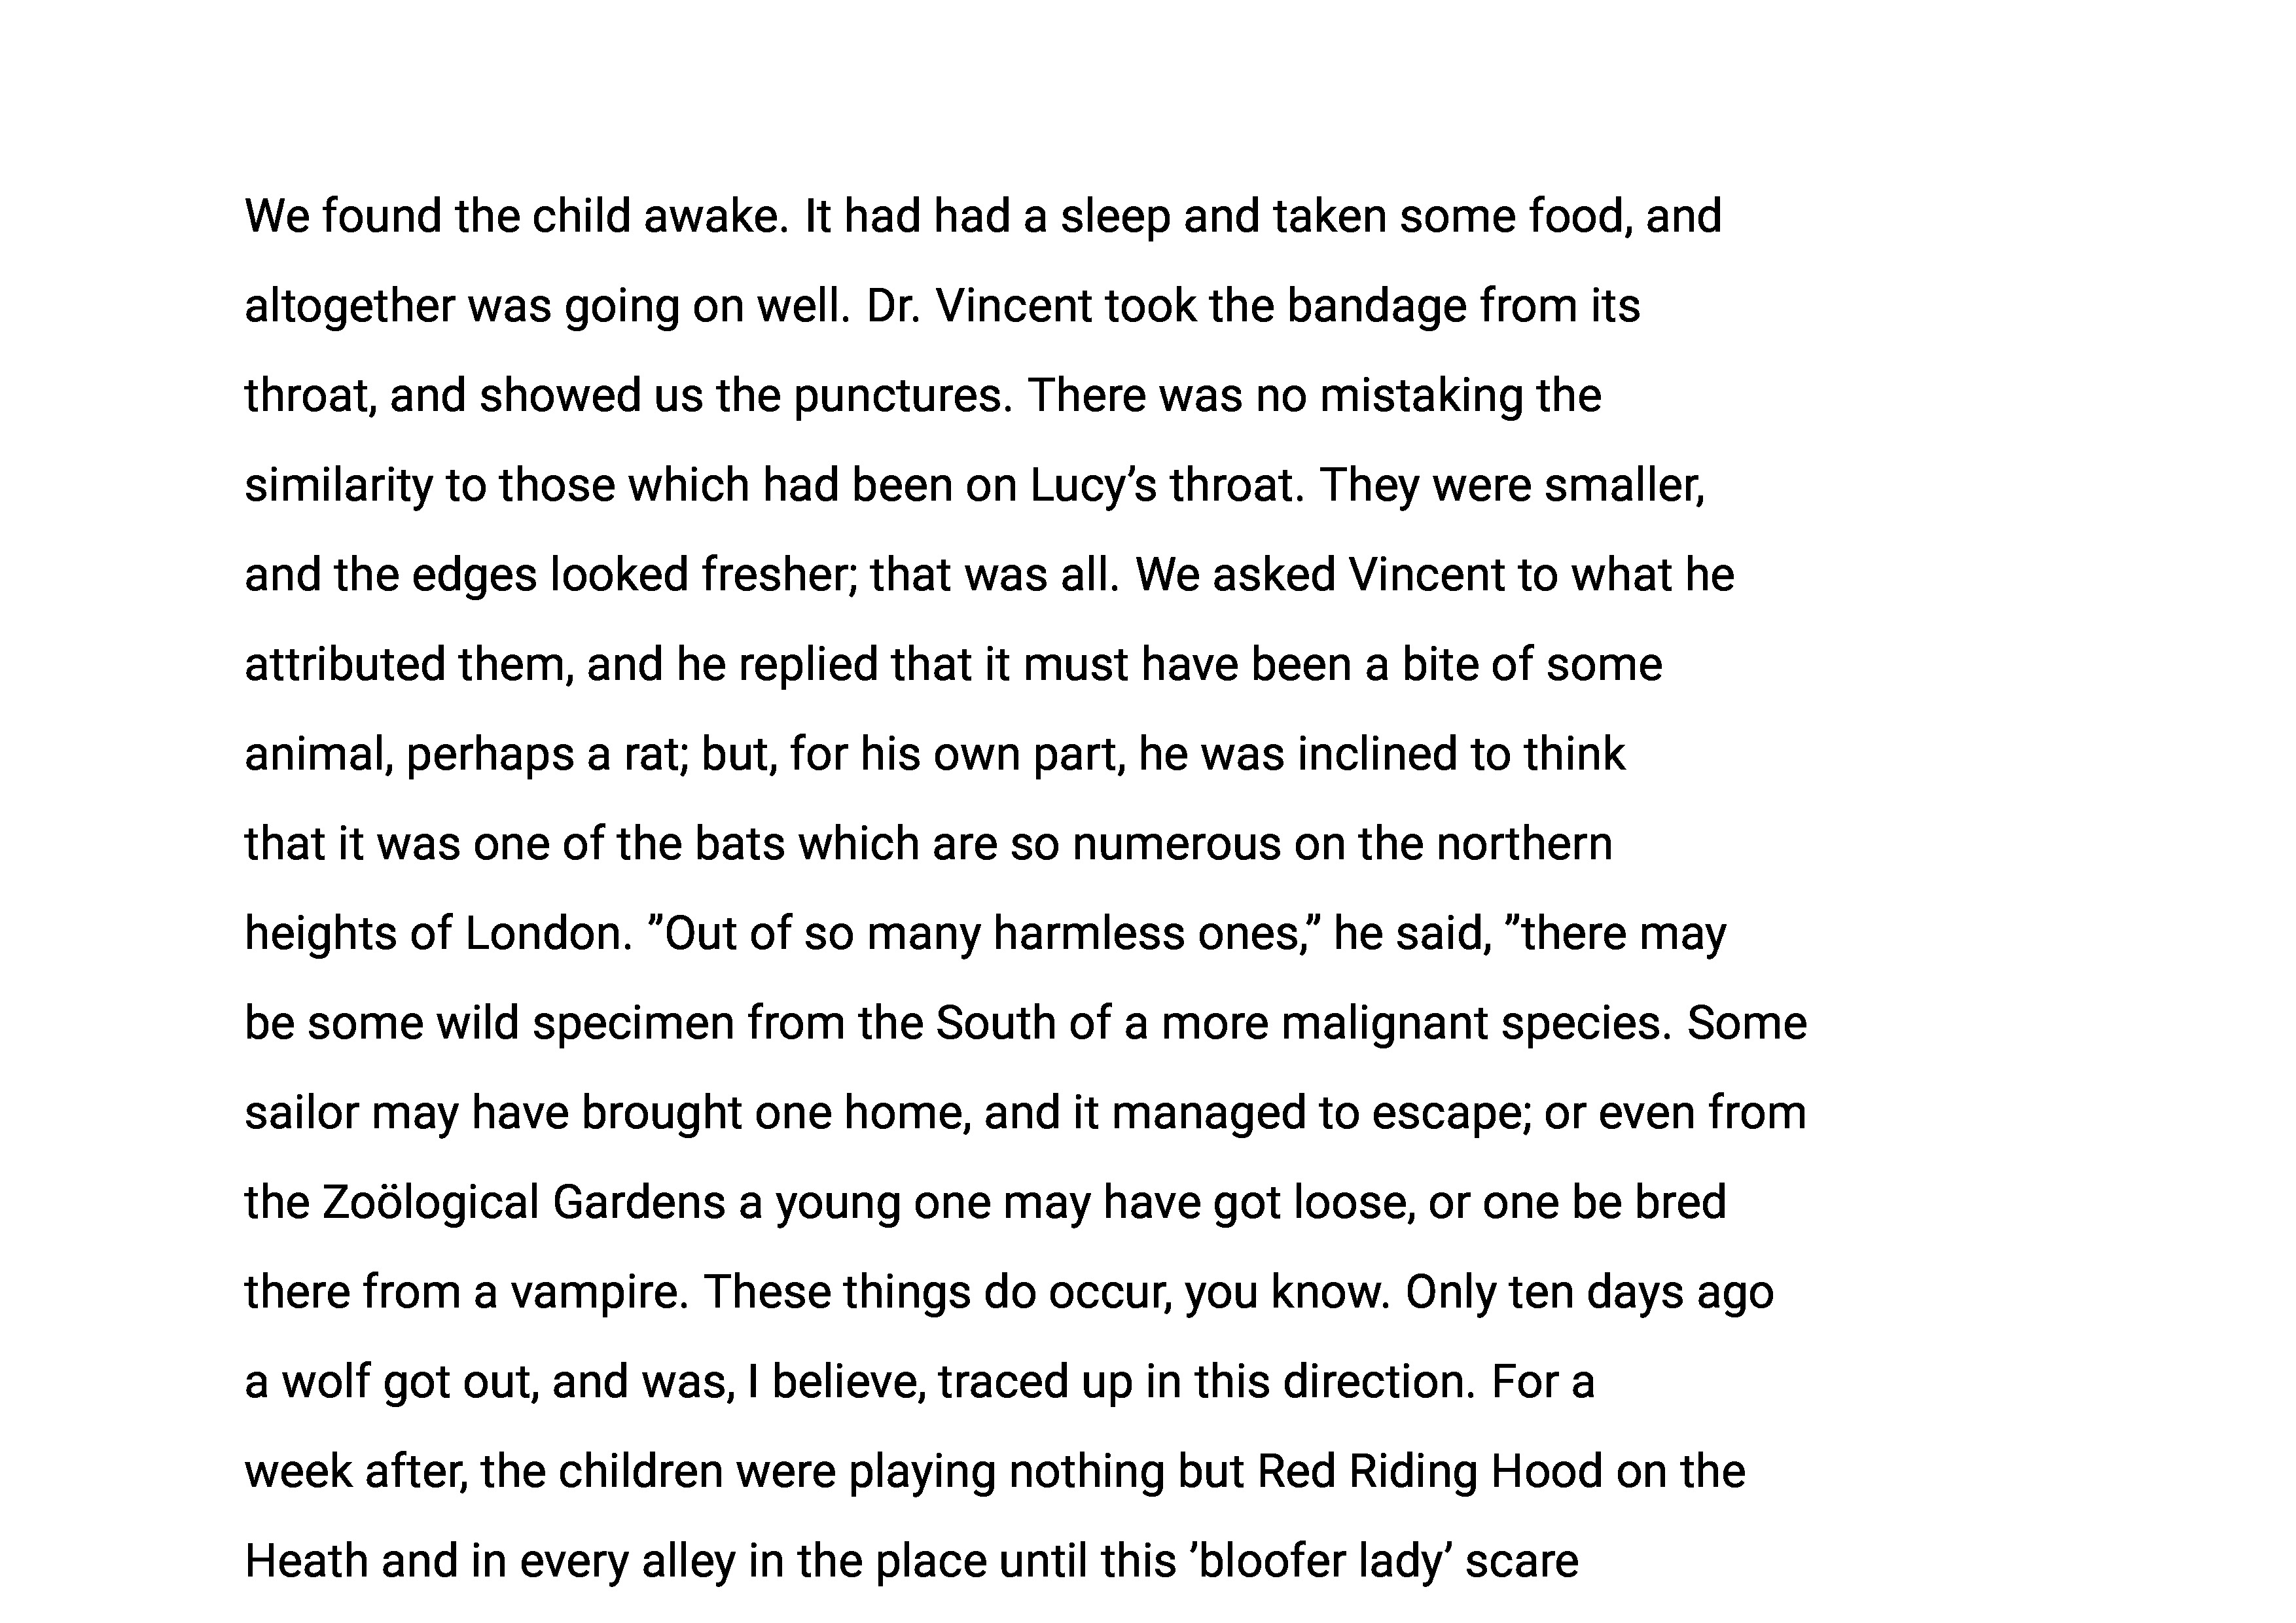 We found the child awake. It had had a sleep and taken some food, and
altogether was going on well. Dr. Vincent took the bandage from its
throat, and showed us the punctures. There was no mistaking the
similarity to those which had been on Lucy’s throat. They were smaller,
and the edges looked fresher; that was all. We asked Vincent to what he
attributed them, and he replied that it must have been a bite of some
animal, perhaps a rat; but, for his own part, he was inclined to think
that it was one of the bats which are so numerous on the northern
heights of London. ”Out of so many harmless ones,” he said, ”there may
be some wild specimen from the South of a more malignant species. Some
sailor may have brought one home, and it managed to escape; or even from
the Zoölogical Gardens a young one may have got loose, or one be bred
there from a vampire. These things do occur, you know. Only ten days ago
a wolf got out, and was, I believe, traced up in this direction. For a
week after, the children were playing nothing but Red Riding Hood on the
Heath and in every alley in the place until this ’bloofer lady’ scare